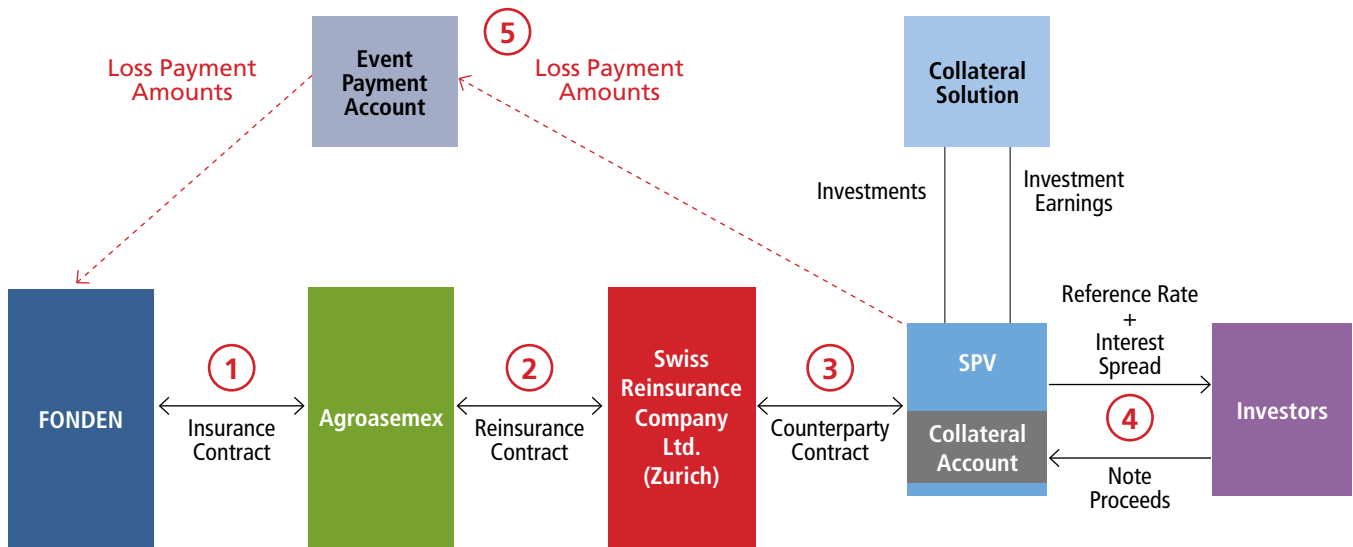 5
Loss Payment
Amounts
Event
Payment
Account
Loss Payment
Amounts
Collateral
Solution
Investments
Investment
Earnings
Reference Rate
+
Interest
Spread
FONDEN
1
Insurance
Contract
Agroasemex
2
Reinsurance
Contract
Swiss
Reinsurance
Company
Ltd.
(Zurich)
3
Counterparty
Contract
SPV
Collateral
Account
4
Note
Proceeds
Investors